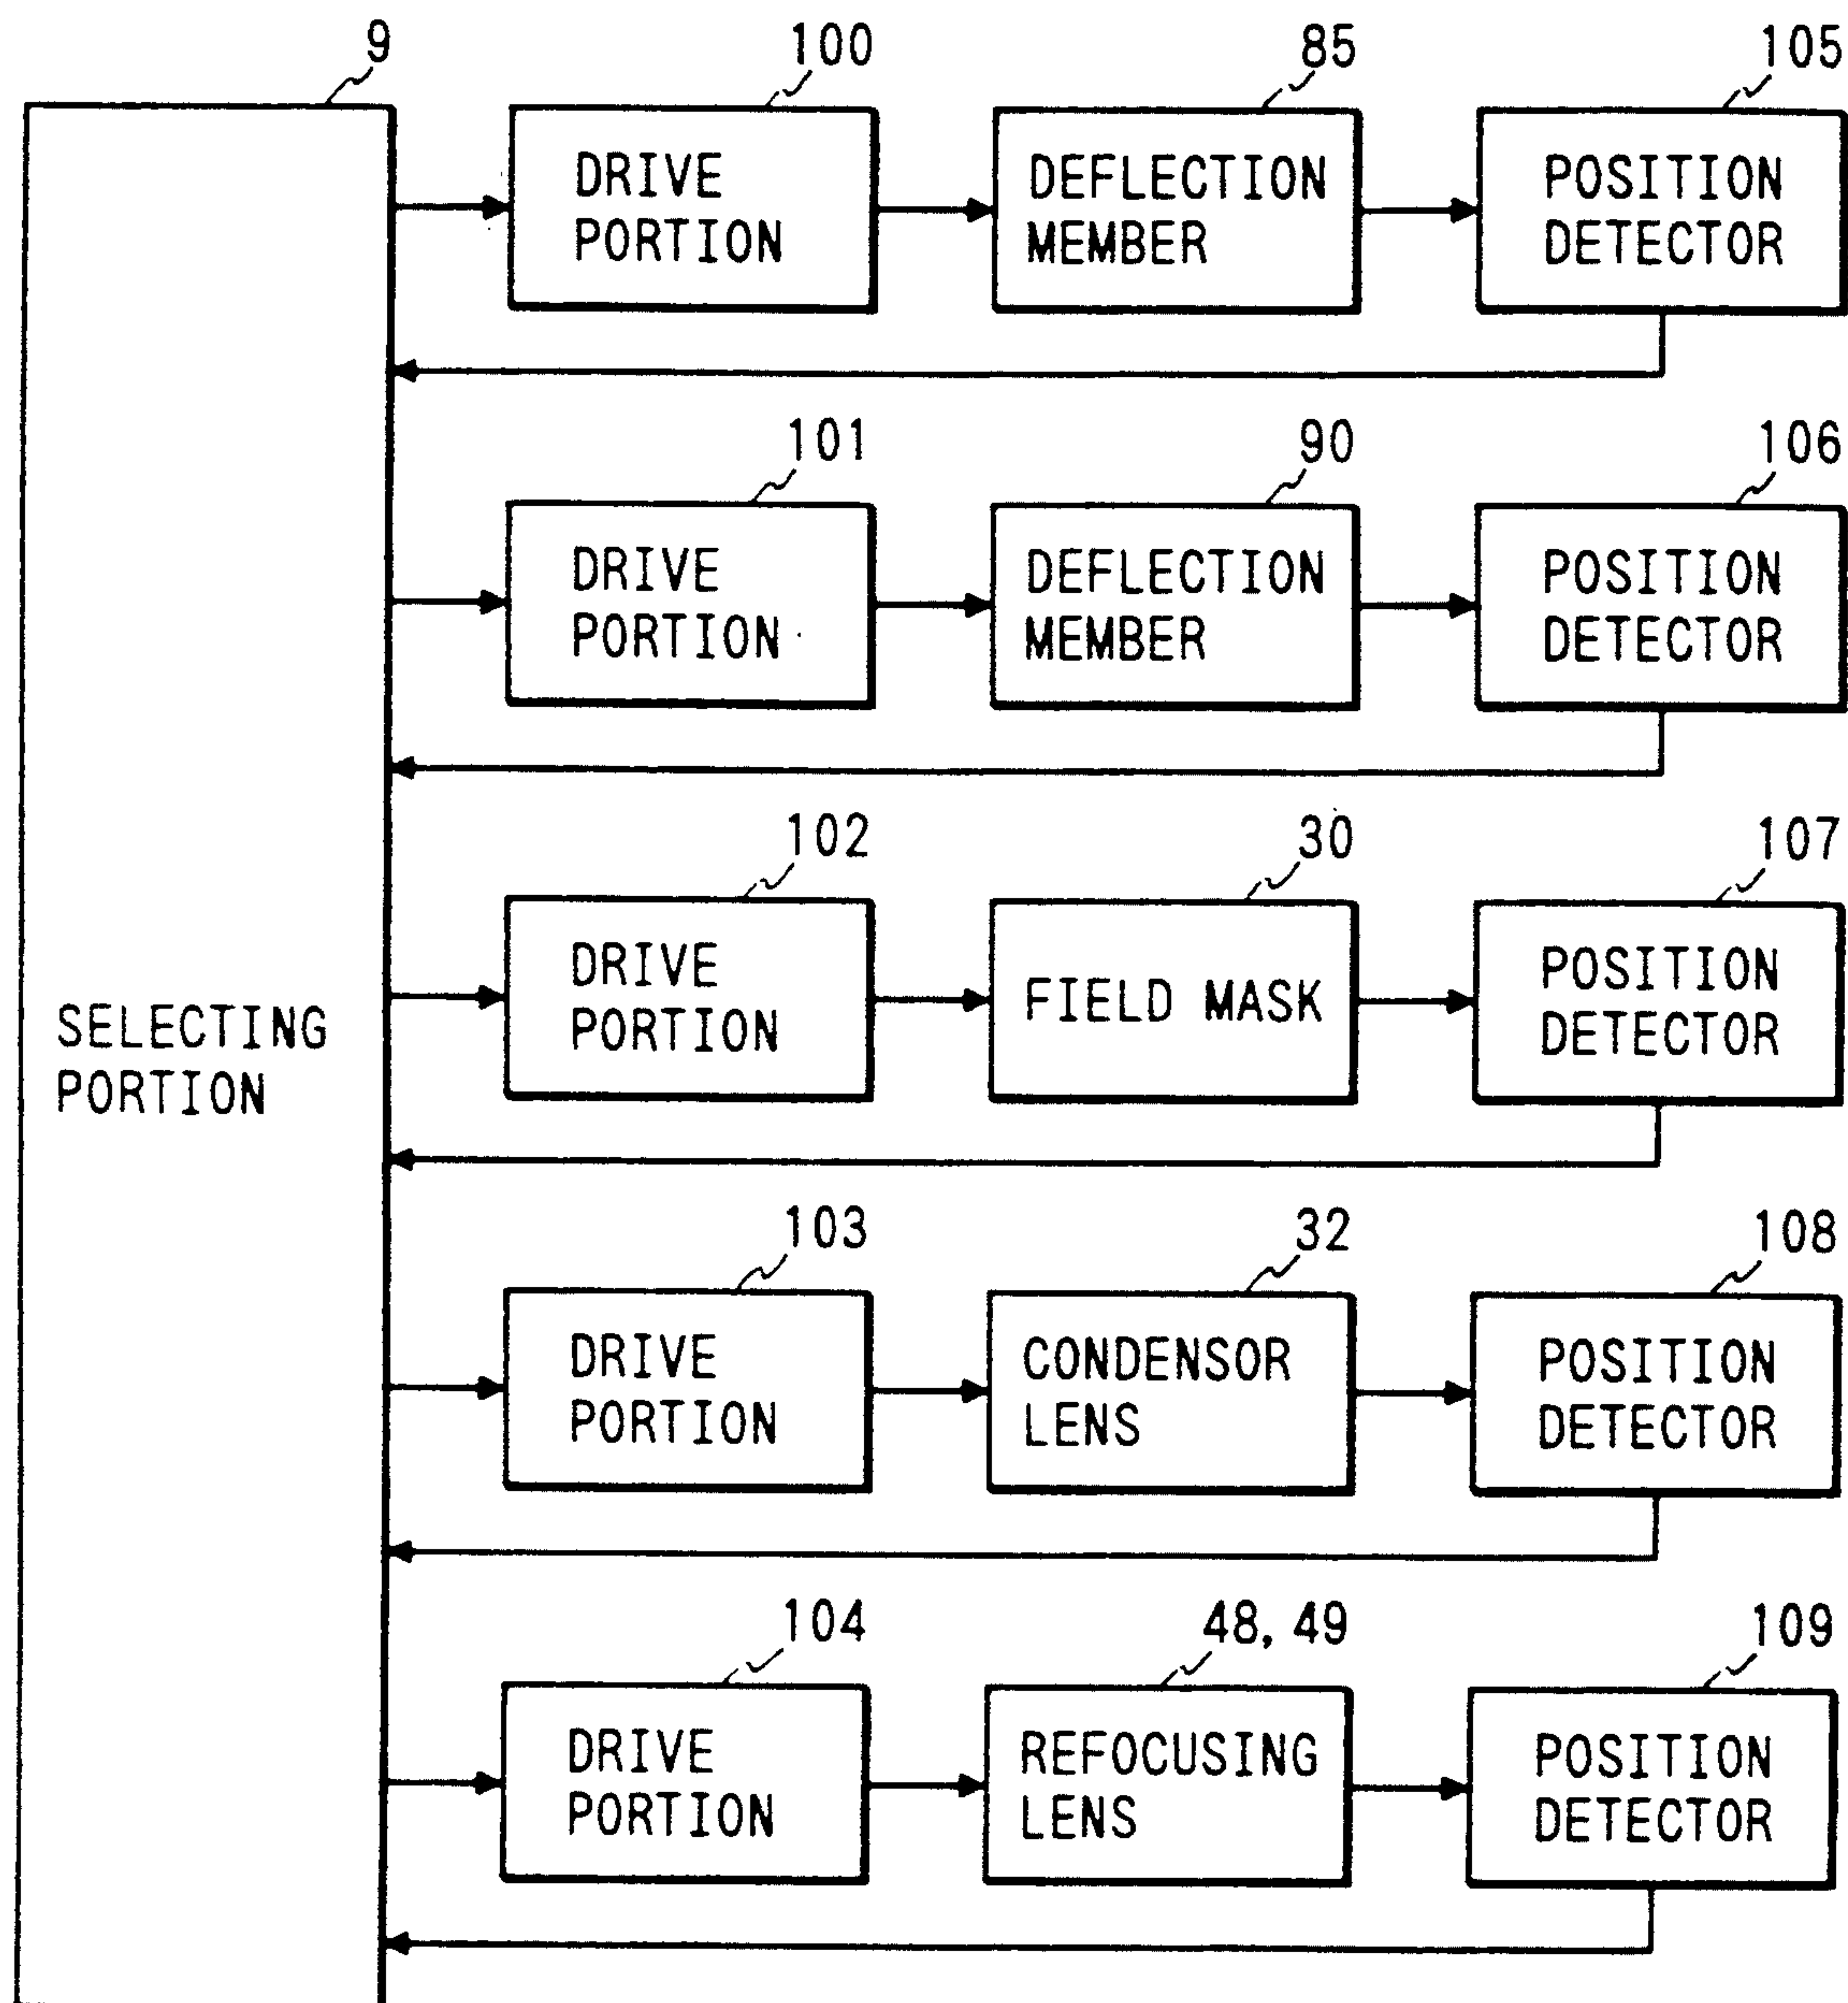 9
100
85
105
DRIVE
PORTION
DEFLECTION
MEMBER
POSITION
DETECTOR
101
90
106
DRIVE
PORTION
DEFLECTION
MEMBER
POSITION
DETECTOR
102
30
107
SELECTING
PORTION
DRIVE
PORTION
FIELD MASK
POSITION
DETECTOR
103
32
108
DRIVE
PORTION
CONDENSOR
LENS
POSITION
DETECTOR
104
48, 49
109
DRIVE
PORTION
REFOCUSING
LENS
POSITION
DETECTOR